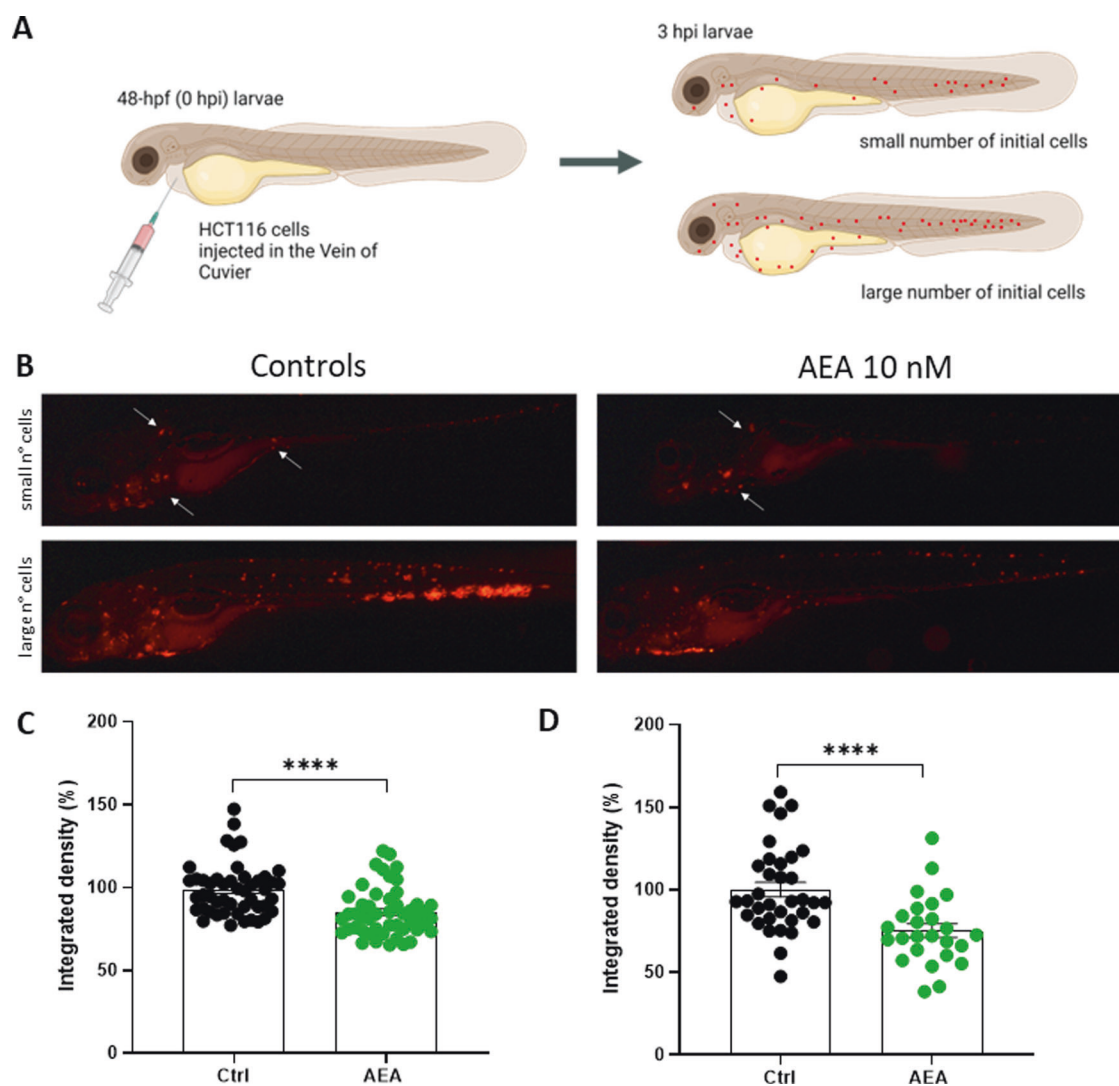 A
48-hpf (0 hpi) larvae
HCT116 cells
injected in the Vein of
Cuvier
3 hpi larvae
small number of initial cells
large number of initial cells
B
Controls
AEA 10 nM
small n° cells
large n° cells
C
Integrated density (%)
200
150
100
50
0
****
Ctrl
AEA
D
Integrated density (%)
200
150
100
50
0
****
Ctrl
AEA